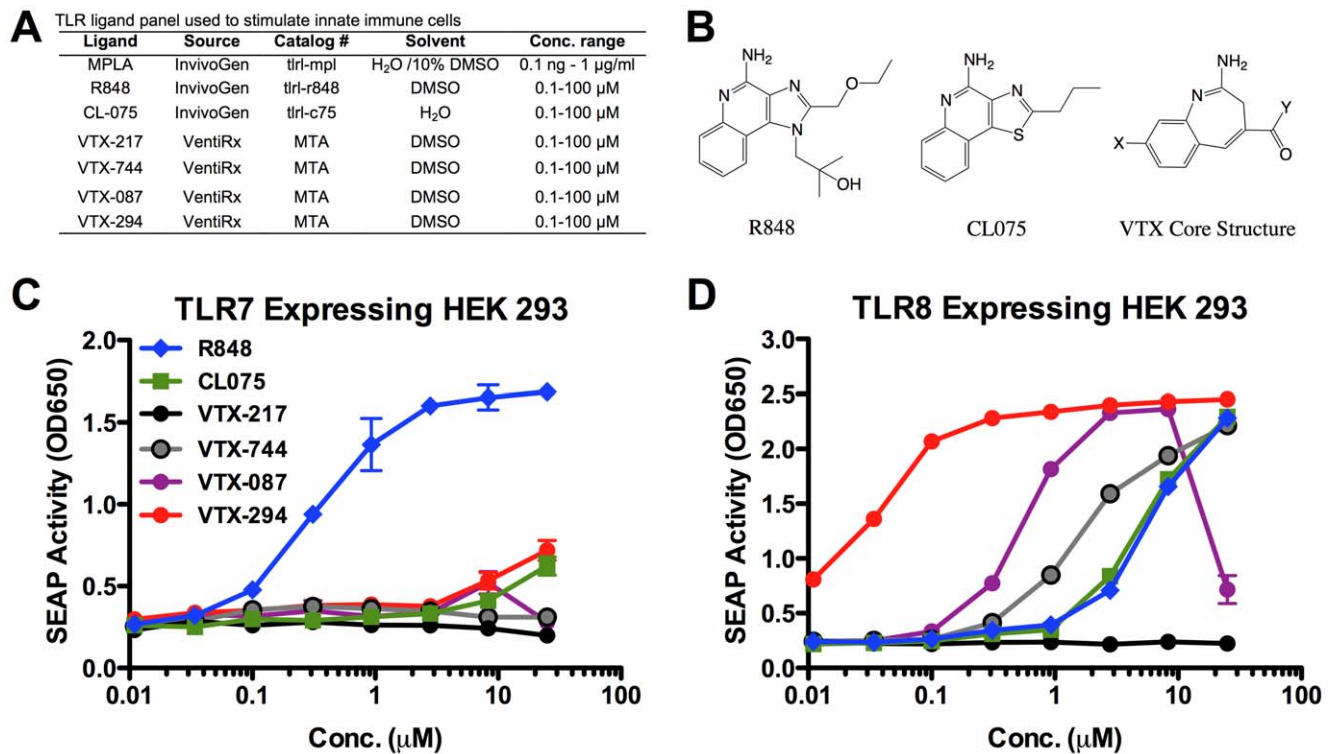 A
TLR ligand panel used to stimulate innate immune cells
Ligand Source Catalog # Solvent Conc. range
MPLA InvivoGen tlrl-mpl H₂O /10% DMSO 0.1 ng - 1 µg/ml
R848 InvivoGen tlrl-r848 DMSO 0.1-100 µM
CL-075 InvivoGen tlrl-c75 H₂O 0.1-100 µM
VTX-217 VentiRx MTA DMSO 0.1-100 µM
VTX-744 VentiRx MTA DMSO 0.1-100 µM
VTX-087 VentiRx MTA DMSO 0.1-100 µM
VTX-294 VentiRx MTA DMSO 0.1-100 µM
B
NH₂
N
N
O
N
OH
R848
NH₂
N
N
S
CL075
NH₂
N
Y
X
O
VTX Core Structure
C
TLR7 Expressing HEK 293
SEAP Activity (OD650)
2.0
1.5
1.0
0.5
0.0
R848
CL075
VTX-217
VTX-744
VTX-087
VTX-294
0.01 0.1 1 10 100
Conc. (µM)
D
TLR8 Expressing HEK 293
SEAP Activity (OD650)
3.0
2.5
2.0
1.5
1.0
0.5
0.0
0.01 0.1 1 10 100
Conc. (µM)